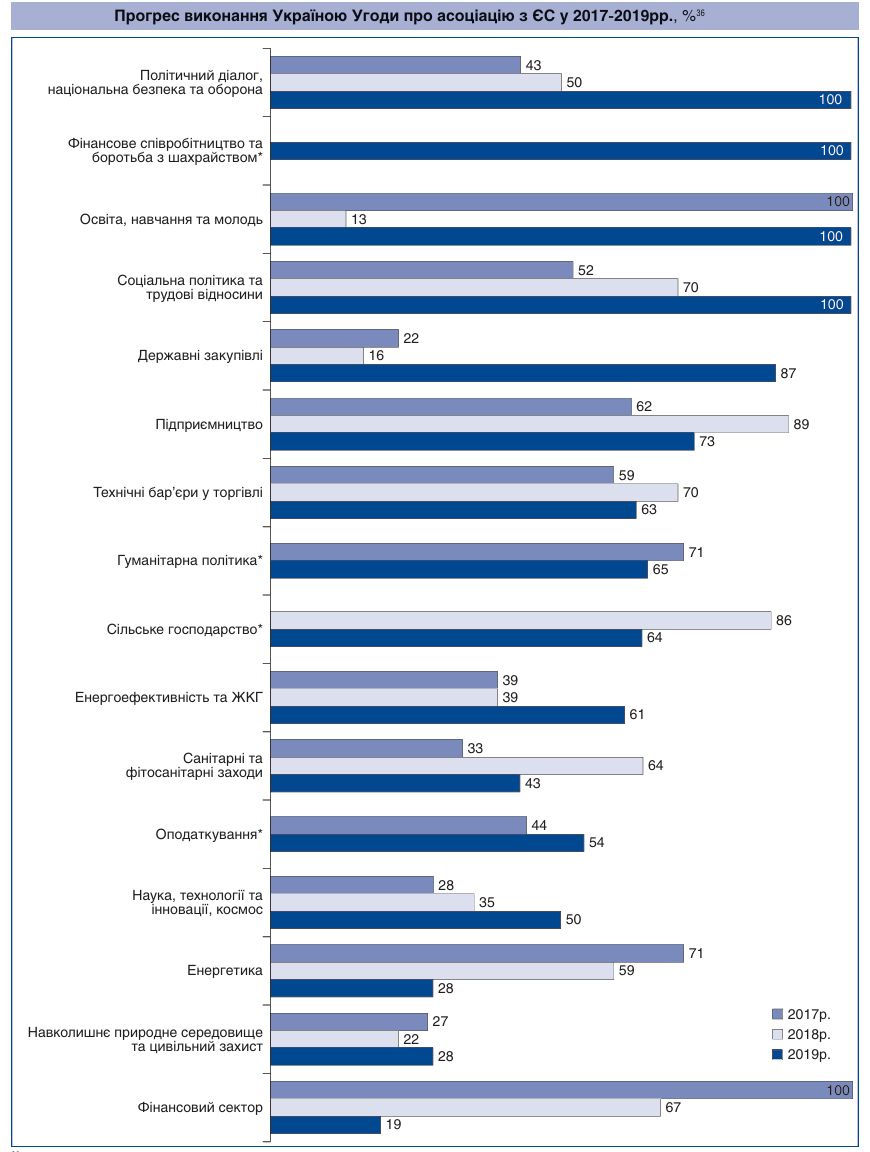 Прогрес виконання Україною Угоди про асоціацію з ЄС у 2017-2019рр., %36
Політичний діалог,
національна безпека та оборона
43
50
100
Фінансове співробітництво та
боротьба з шахрайством*
100
Освіта, навчання та молодь
100
13
100
Соціальна політика та
трудові відносини
52
70
100
Державні закупівлі
22
16
87
Підприємництво
62
89
73
Технічні бар’єри у торгівлі
59
70
63
Гуманітарна політика*
71
65
Сільське господарство*
86
64
Енергоефективність та ЖКГ
39
39
61
Санітарні та
фітосанітарні заходи
33
64
43
Оподаткування*
44
54
Наука, технології та
інновації, космос
28
35
50
Енергетика
71
59
28
Навколишнє природне середовище
та цивільний захист
27
22
28
Фінансовий сектор
100
67
19
2017р.
2018р.
2019р.